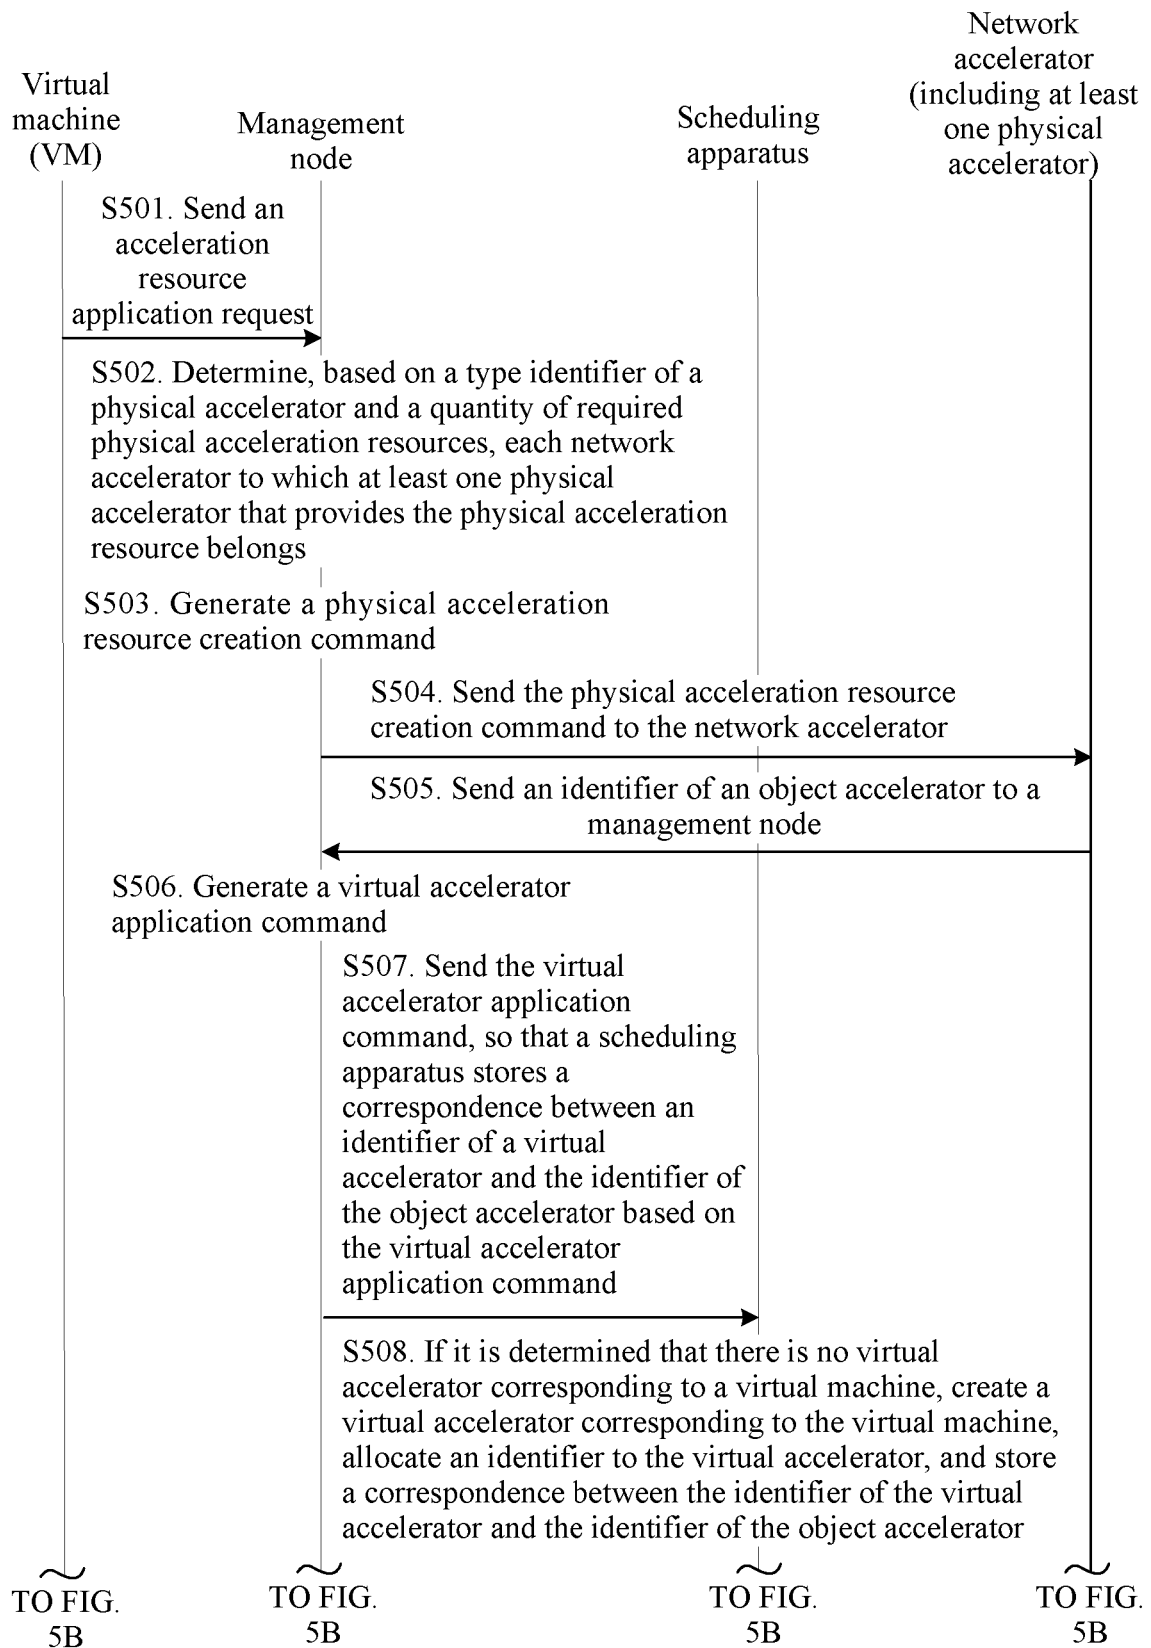 Virtual
machine
(VM)
Management
node
Scheduling
apparatus
Network
accelerator
(including at least
one physical
accelerator)
S501. Send an
acceleration
resource
application request
S502. Determine, based on a type identifier of a
physical accelerator and a quantity of required
physical acceleration resources, each network
accelerator to which at least one physical
accelerator that provides the physical acceleration
resource belongs
S503. Generate a physical acceleration
resource creation command
S504. Send the physical acceleration resource
creation command to the network accelerator
S505. Send an identifier of an object accelerator to a
management node
S506. Generate a virtual accelerator
application command
S507. Send the virtual
accelerator application
command, so that a scheduling
apparatus stores a
correspondence between an
identifier of a virtual
accelerator and the identifier of
the object accelerator based on
the virtual accelerator
application command
S508. If it is determined that there is no virtual
accelerator corresponding to a virtual machine, create a
virtual accelerator corresponding to the virtual machine,
allocate an identifier to the virtual accelerator, and store
a correspondence between the identifier of the virtual
accelerator and the identifier of the object accelerator
TO FIG.
5B
TO FIG.
5B
TO FIG.
5B
TO FIG.
5B